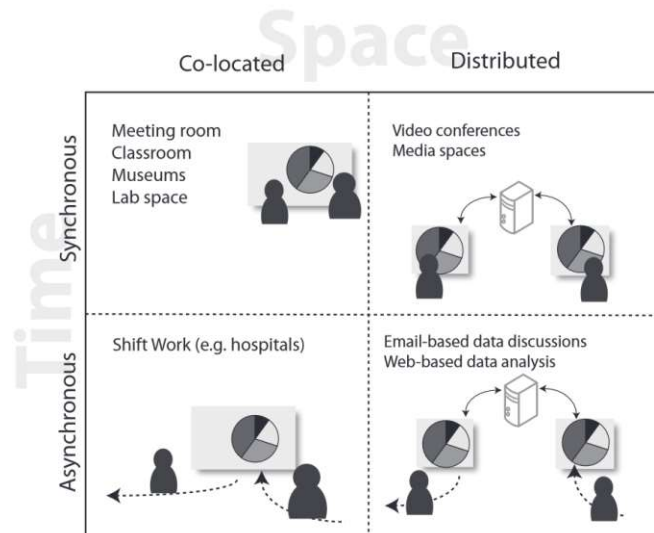 Space
Co-located
Distributed
Time
Synchronous
Meeting room
Classroom
Museums
Lab space
Video conferences
Media spaces
Asynchronous
Shift Work (e.g. hospitals)
Email-based data discussions
Web-based data analysis